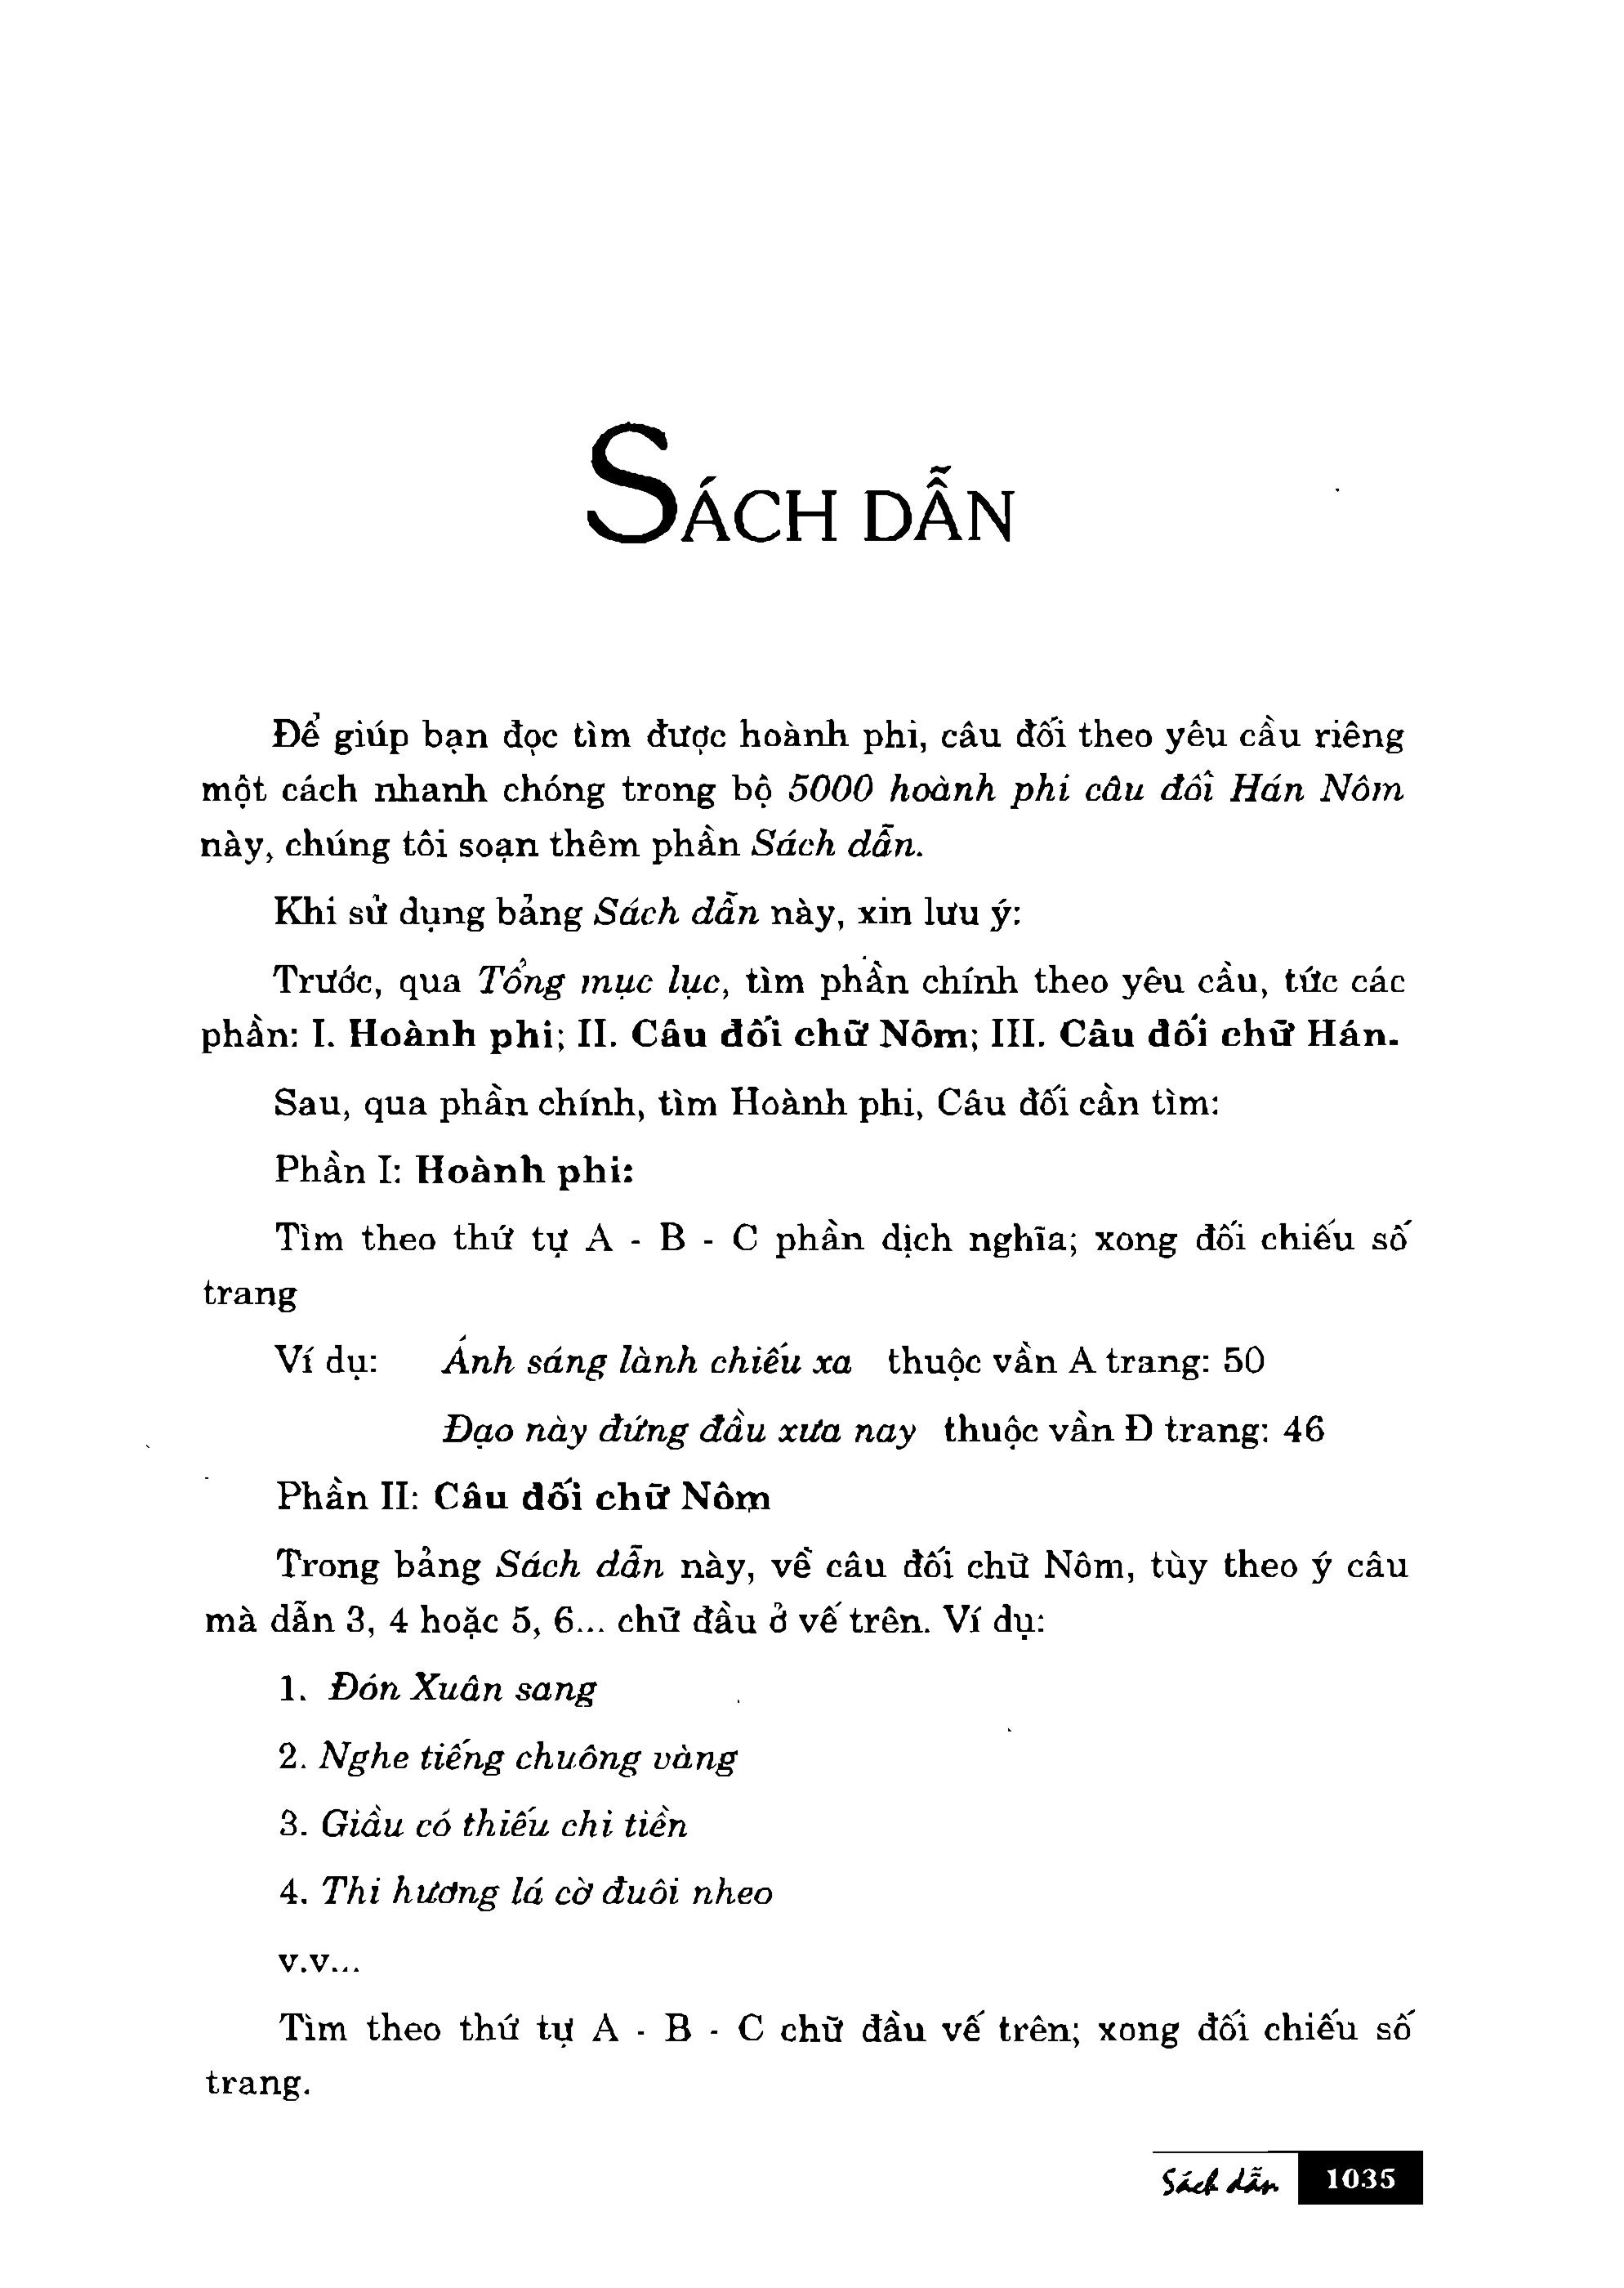 SÁCH DẪN
Để giúp bạn đọc tìm được hoành phi, câu đối theo yêu cầu riêng
một cách nhanh chóng trong bộ 5000 hoành phi câu đối Hán Nôm
này, chúng tôi soạn thêm phần Sách dẫn.
Khi sử dụng bảng Sách dẫn này, xin lưu ý:
Trước, qua Tổng mục lục, tìm phần chính theo yêu cầu, tức các
phần: I. Hoành phi; II. Câu đối chữ Nôm; III. Câu đối chữ Hán.
Sau, qua phần chính, tìm Hoành phi, Câu đối cần tìm:
Phần I: Hoành phi:
Tìm theo thứ tự A - B - C phần dịch nghĩa; xong đối chiếu số
trang
Ví dụ: Ánh sáng lành chiếu xa thuộc vần A trang: 50
Đạo này đứng đầu xưa nay thuộc vần Đ trang: 46
Phần II: Câu đối chữ Nôm
Trong bảng Sách dẫn này, về câu đối chữ Nôm, tùy theo ý câu
mà dẫn 3, 4 hoặc 5, 6... chữ đầu ở vế trên. Ví dụ:
1. Đón Xuân sang
2. Nghe tiếng chuông vàng
3. Giầu có thiếu chi tiền
4. Thi hương lá cờ đuôi nheo
v.v...
Tìm theo thứ tự A - B - C chữ đầu vế trên; xong đối chiếu số
trang.
Sách dẫn 1035